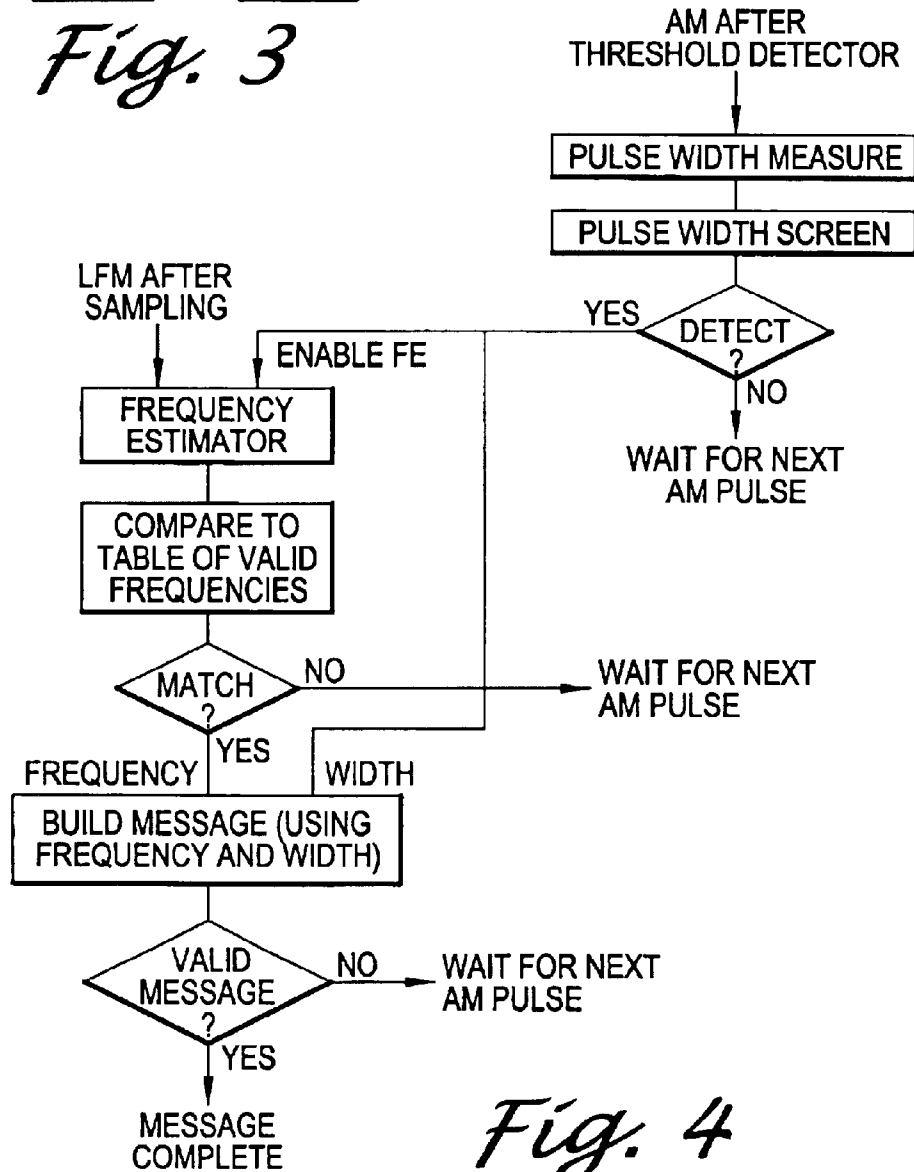 Fig. 3
AM AFTER
THRESHOLD DETECTOR
PULSE WIDTH MEASURE
PULSE WIDTH SCREEN
DETECT
?
YES
NO
WAIT FOR NEXT
AM PULSE
LFM AFTER
SAMPLING
ENABLE FE
FREQUENCY
ESTIMATOR
COMPARE TO
TABLE OF VALID
FREQUENCIES
MATCH
?
NO
WAIT FOR NEXT
AM PULSE
YES
FREQUENCY
WIDTH
BUILD MESSAGE (USING
FREQUENCY AND WIDTH)
VALID
MESSAGE
?
NO
WAIT FOR NEXT
AM PULSE
YES
MESSAGE
COMPLETE
Fig. 4